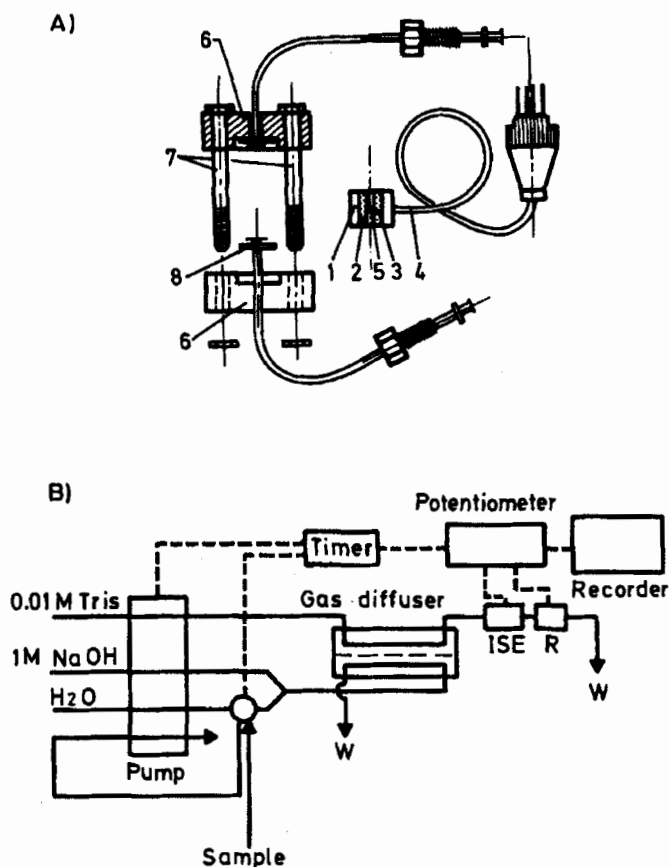 A)
6
7
8
1 2 5 3 4
6
B)
Potentiometer
Timer
Recorder
0.01 M Tris
Gas diffuser
1M NaOH
ISE R
H2O
W
W
Pump
Sample